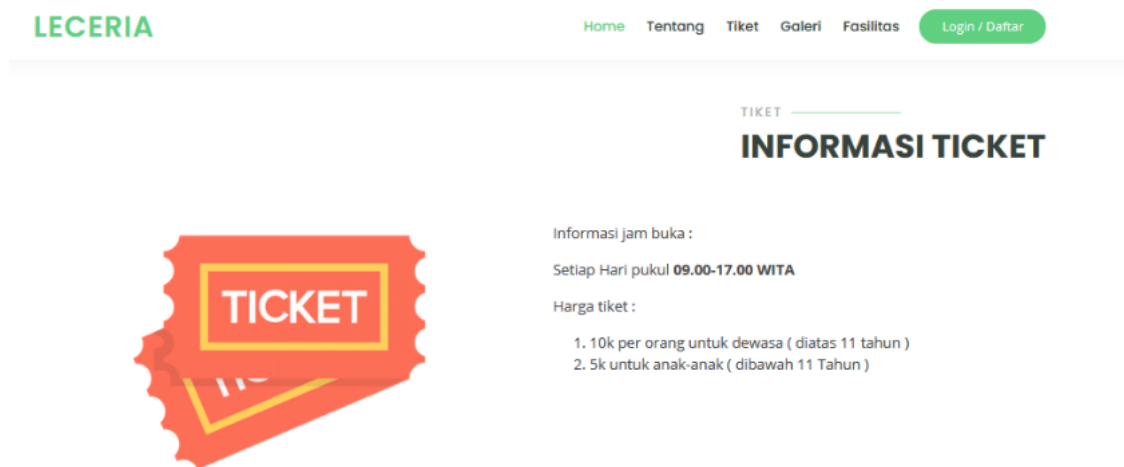 LECERIA
Home Tentang Tiket Galeri Fasilitas Login / Daftar
TIKET
INFORMASI TICKET
Informasi jam buka :
Setiap Hari pukul 09.00-17.00 WITA
Harga tiket :
1. 10k per orang untuk dewasa ( diatas 11 tahun )
2. 5k untuk anak-anak ( dibawah 11 Tahun )
TICKET